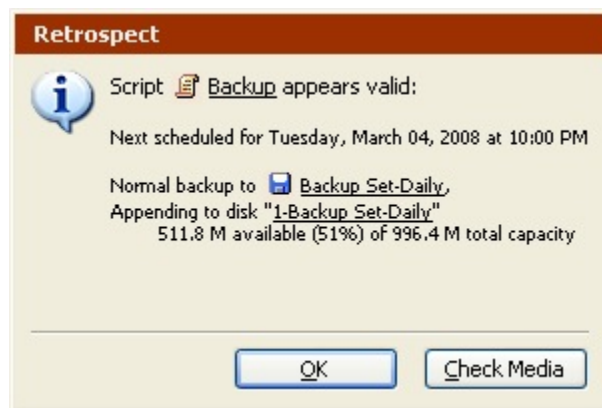 Retrospect
Script Backup appears valid:
Next scheduled for Tuesday, March 04, 2008 at 10:00 PM
Normal backup to Backup Set-Daily,
Appending to disk "1-Backup Set-Daily"
511.8 M available (51%) of 996.4 M total capacity
OK
Check Media